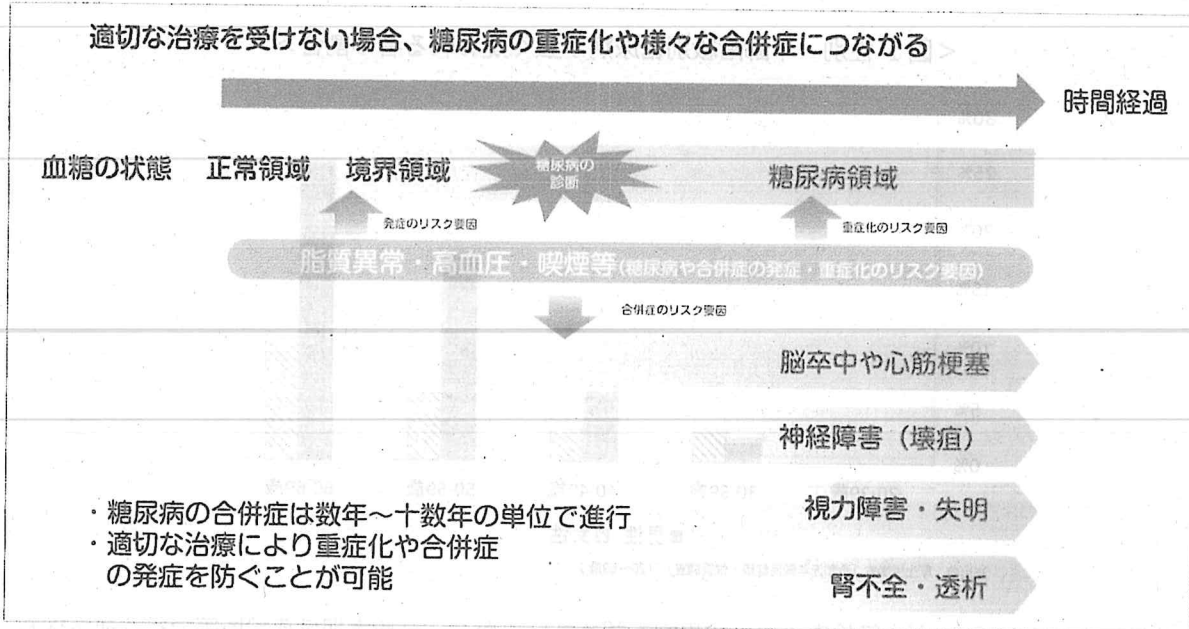 適切な治療を受けない場合、糖尿病の重症化や様々な合併症につながる
時間経過
血糖の状態 正常領域 境界領域 糖尿病の
診断
糖尿病領域
発症のリスク要因
重症化のリスク要因
脂質異常・高血圧・喫煙等(糖尿病や合併症の発症・重症化のリスク要因)
合併症のリスク要因
脳卒中や心筋梗塞
神経障害(壊疽)
視力障害・失明
腎不全・透析
・糖尿病の合併症は数年～十数年の単位で進行
・適切な治療により重症化や合併症
の発症を防ぐことが可能